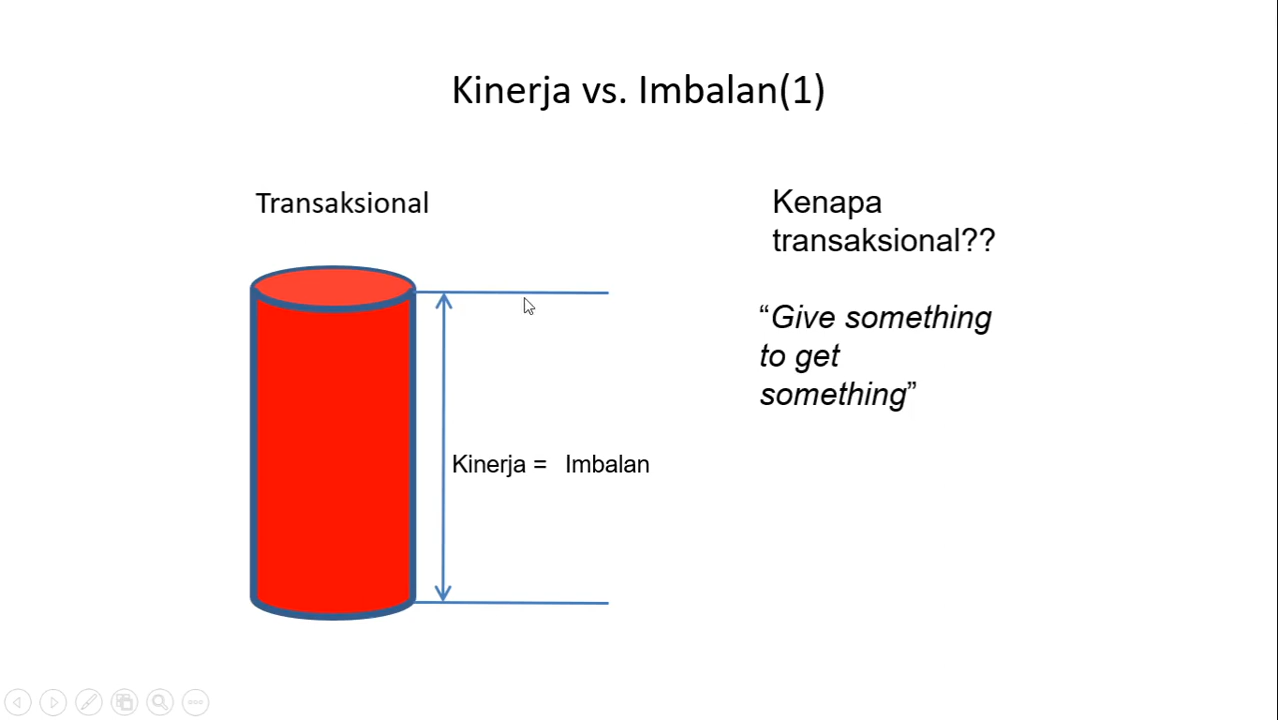 Kinerja vs. Imbalan(1)
Transaksional
Kinerja =   Imbalan
Kenapa
transaksional??
“Give something
to get
something”